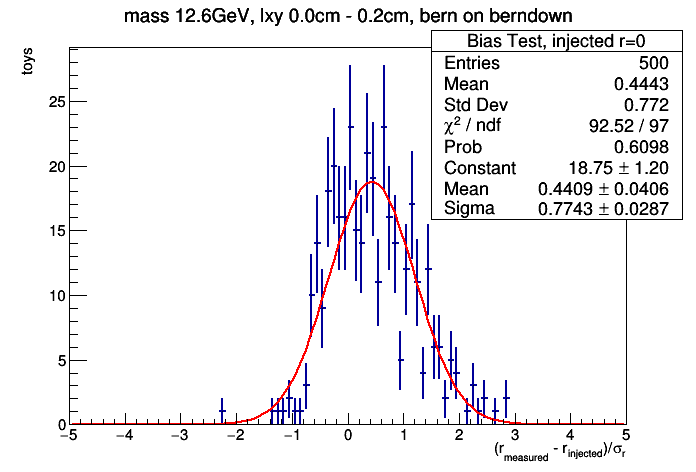 mass 12.6GeV, lxy 0.0cm - 0.2cm, bern on berndown
Bias Test, injected r=0
Entries 500
Mean 0.4443
Std Dev 0.772
χ² / ndf 92.52 / 97
Prob 0.6098
Constant 18.75 ± 1.20
Mean 0.4409 ± 0.0406
Sigma 0.7743 ± 0.0287
toys
25
20
15
10
5
0
−5 −4 −3 −2 −1 0 1 2 3 4 5
(r_measured - r_injected)/σ_r